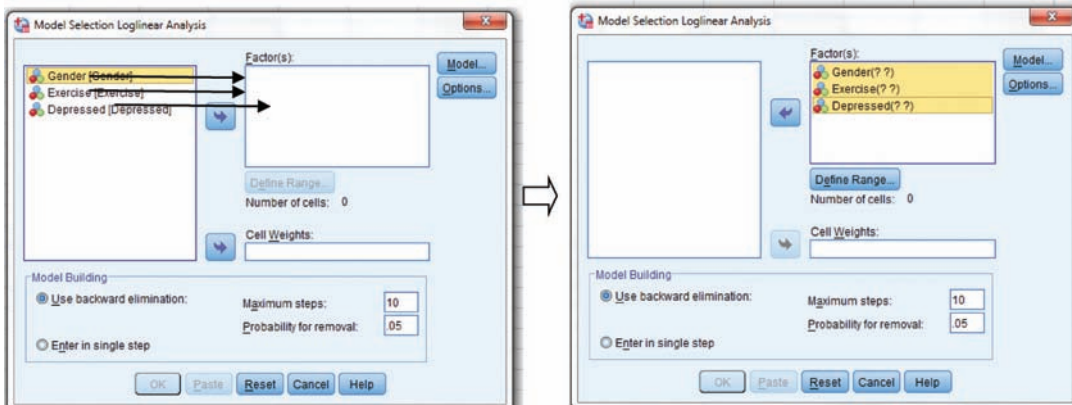 Model Selection Loglinear Analysis
Factor(s):
Gender [Gender]
Exercise [Exercise]
Depressed [Depressed]
Model...
Options...
Define Range...
Number of cells: 0
Cell Weights:
Model Building
Use backward elimination:
Maximum steps: 10
Probability for removal: .05
Enter in single step
OK Paste Reset Cancel Help
Model Selection Loglinear Analysis
Factor(s):
Gender(? ?)
Exercise(? ?)
Depressed(? ?)
Model...
Options...
Define Range...
Number of cells: 0
Cell Weights:
Model Building
Use backward elimination:
Maximum steps: 10
Probability for removal: .05
Enter in single step
OK Paste Reset Cancel Help